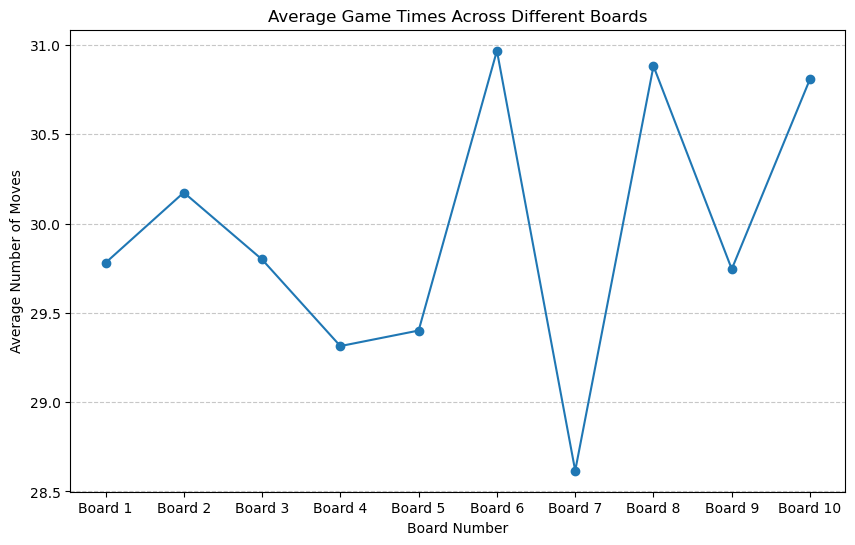 Average Game Times Across Different Boards
Average Number of Moves
31.0
30.5
30.0
29.5
29.0
28.5
Board 1 Board 2 Board 3 Board 4 Board 5 Board 6 Board 7 Board 8 Board 9 Board 10
Board Number